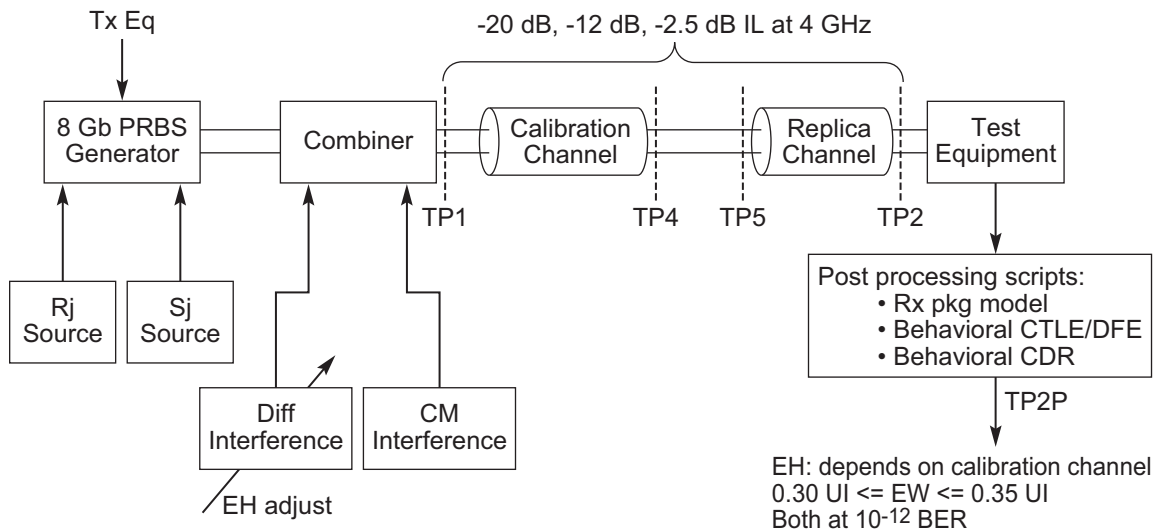 Tx Eq
-20 dB, -12 dB, -2.5 dB IL at 4 GHz
8 Gb PRBS
Generator
Combiner
Calibration
Channel
Replica
Channel
Test
Equipment
TP1
TP4
TP5
TP2
Rj
Source
Sj
Source
Post processing scripts:
• Rx pkg model
• Behavioral CTLE/DFE
• Behavioral CDR
Diff
Interference
CM
Interference
TP2P
EH adjust
EH: depends on calibration channel
0.30 UI <= EW <= 0.35 UI
Both at 10-12 BER